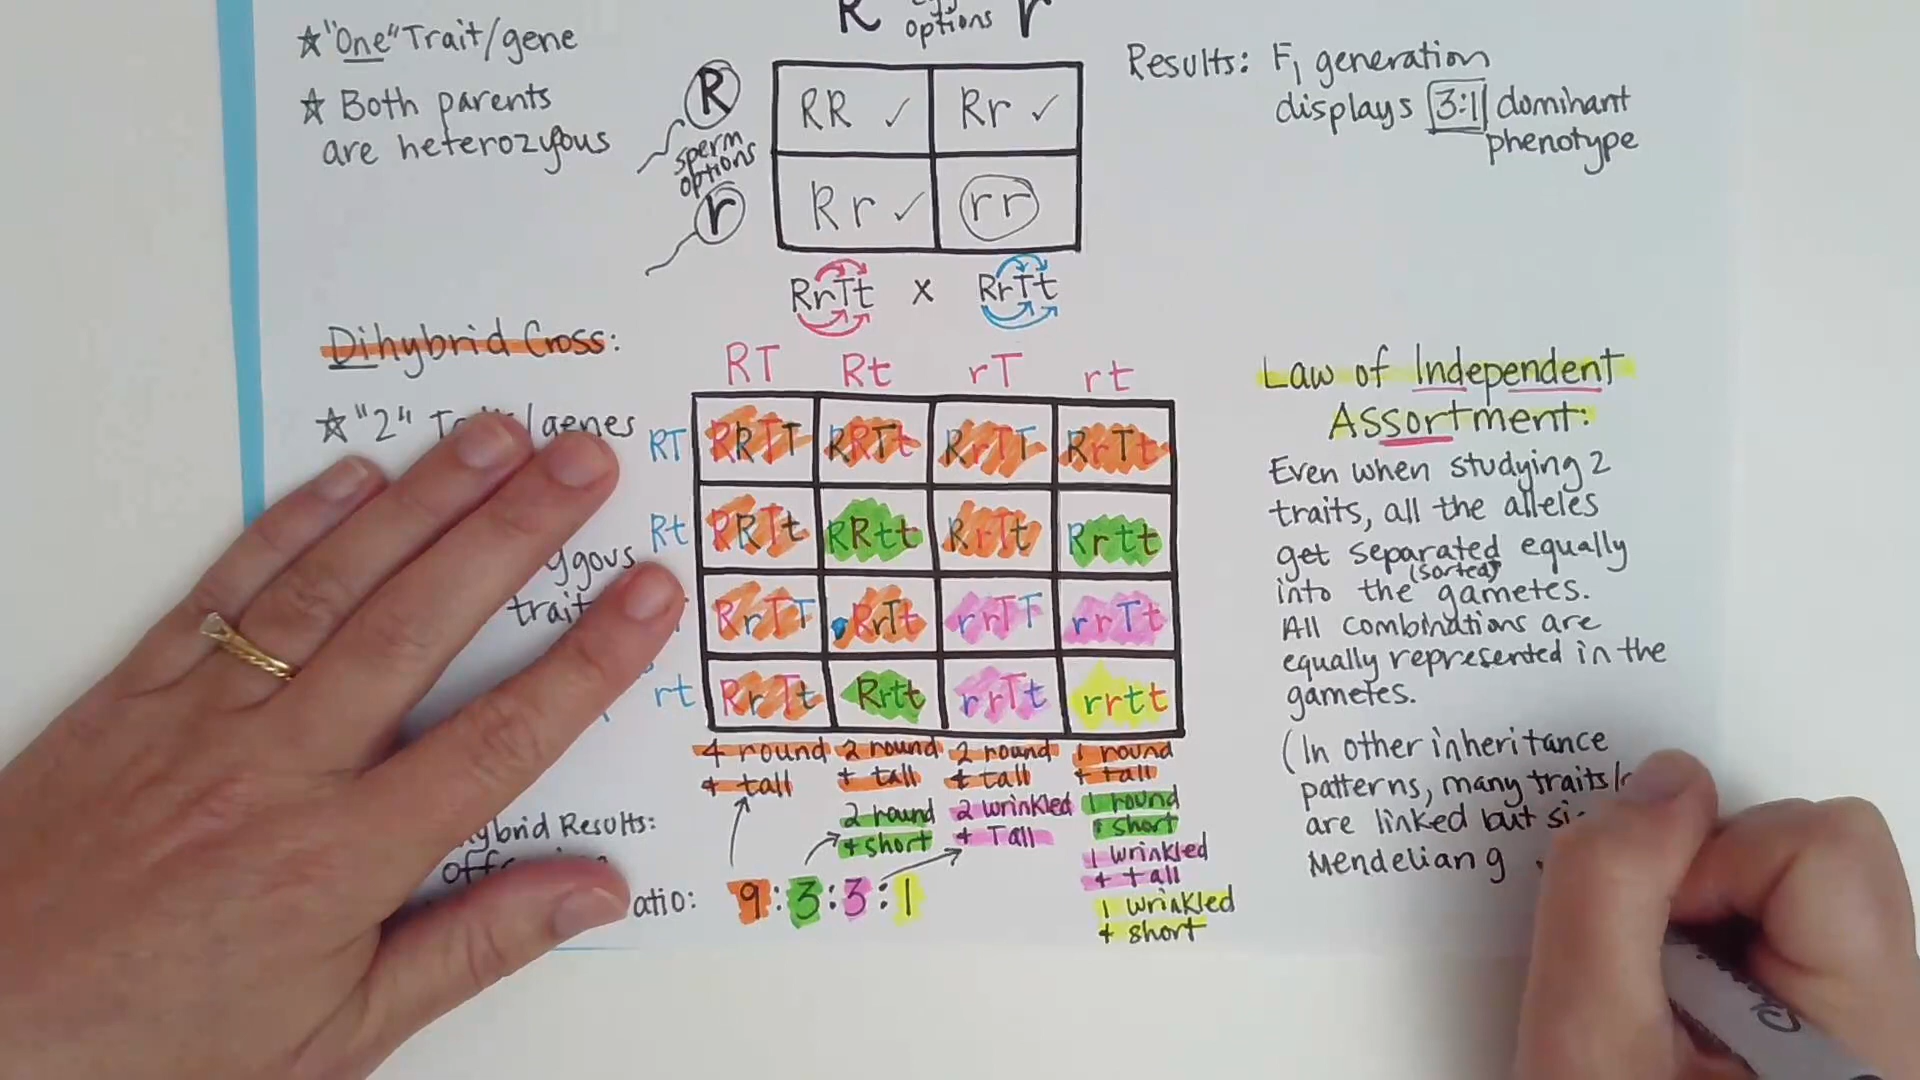 ☆ "One" Trait/gene
☆ Both parents
are heterozyous
R options r
R
sperm
options
r
RR ✓ Rr ✓
Rr ✓ rr
Results: F₁ generation
displays 3:1 dominant
phenotype
RrTt x RrTt
Dihybrid Cross:
☆ "2"
genes
ggous
trait
RT Rt rT rt
RT RRTT RRTt RrTT RrTt
Rt RRTt RRtt RrTt Rrtt
RrTT RrTt rrTT rrTt
rt RrTt Rrtt rrTt rrtt
4 round
+ tall
2 round
+ tall
2 round
+ short
2 round
+ tall
2 wrinkled
+ Tall
1 round
+ tall
1 round
+ short
1 wrinkled
+ tall
1 wrinkled
+ short
ybrid Results:
atio: 9:3:3:1
Law of Independent
Assortment:
Even when studying 2
traits, all the alleles
get separated equally
(sorted)
into the gametes.
All combinations are
equally represented in the
gametes.
(In other inheritance
patterns, many traits/
are linked but si
Mendelian g